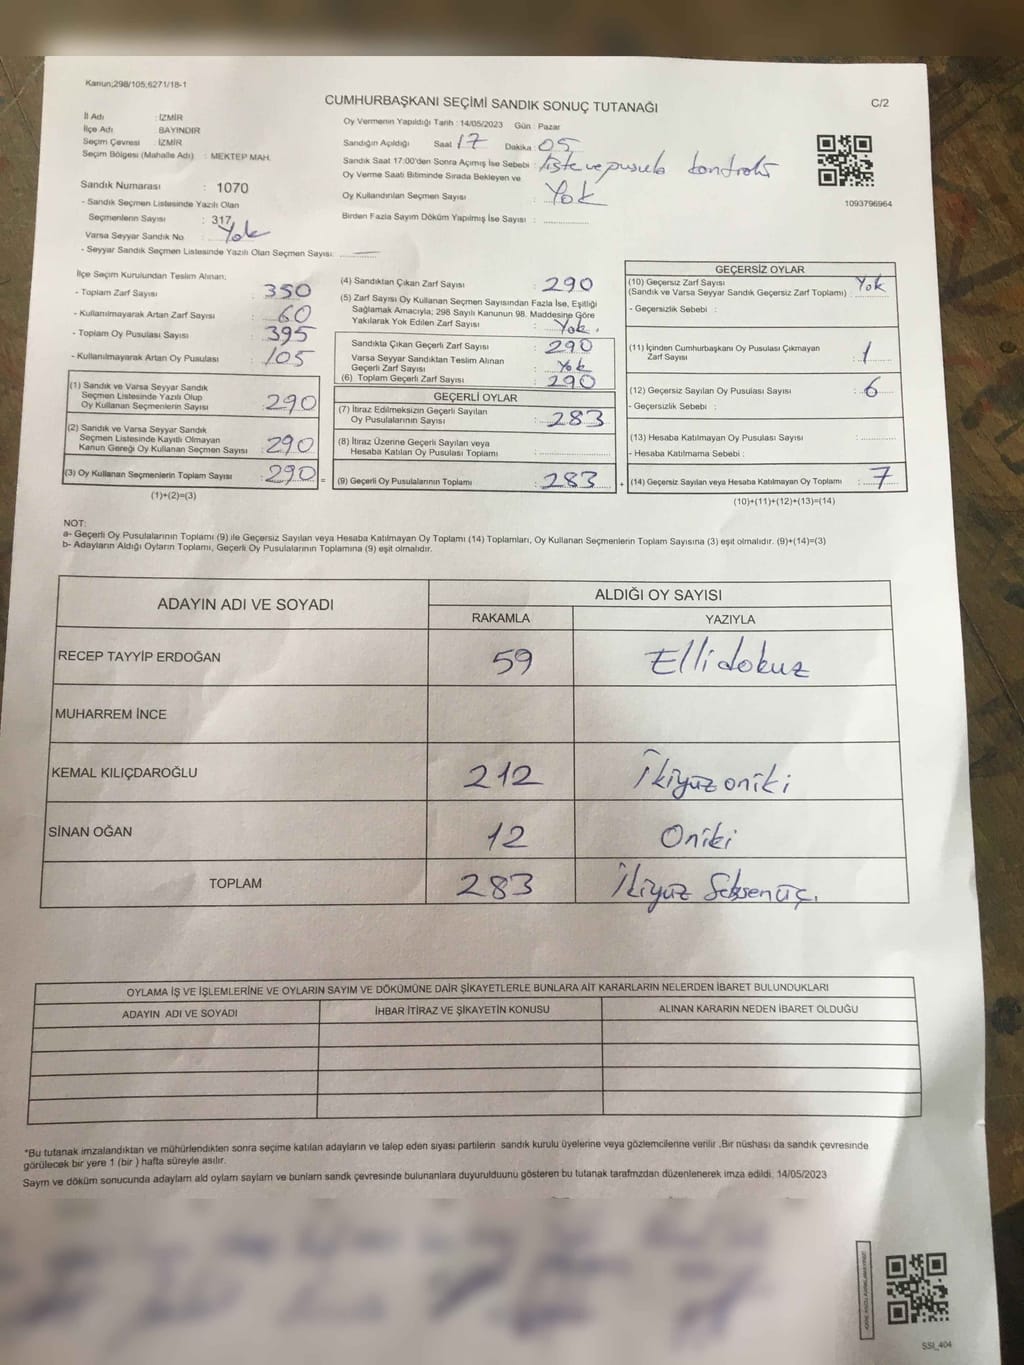 Kanun;298/105,6271/18-1
CUMHURBAŞKANI SEÇİMİ SANDIK SONUÇ TUTANAĞI
C/2
İl Adı : İZMİR
İlçe Adı BAYINDIR
Seçim Çevresi : İZMİR
Seçim Bölgesi (Mahalle Adı) : MEKTEP MAH.
Sandık Numarası : 1070
- Sandık Seçmen Listesinde Yazılı Olan
Seçmenlerin Sayısı : 317
Varsa Seyyar Sandık No Yok
- Seyyar Sandık Seçmen Listesinde Yazılı Olan Seçmen Sayısı:
Oy Vermenin Yapıldığı Tarih : 14/05/2023 Gün : Pazar
Sandığın Açıldığı Saat 17 Dakika : 05
Sandık Saat 17:00'den Sonra Açımış İse Sebebi : liste ve pusula kontrolü
Oy Verme Saati Bitiminde Sırada Bekleyen ve
Oy Kullandırılan Seçmen Sayısı : Yok
Birden Fazla Sayım Döküm Yapılmış İse Sayısı :
1093796964
İlçe Seçim Kurulundan Teslim Alınan;
- Toplam Zarf Sayısı : 350
- Kullanılmayarak Artan Zarf Sayısı : 60
- Toplam Oy Pusulası Sayısı : 395
- Kullanılmayarak Artan Oy Pusulası : 105
(1) Sandık ve Varsa Seyyar Sandık
Seçmen Listesinde Yazılı Olup
Oy Kullanan Seçmenlerin Sayısı : 290
(2) Sandık ve Varsa Seyyar Sandık
Seçmen Listesinde Kayıtlı Olmayan
Kanun Gereği Oy Kullanan Seçmen Sayısı : 290
(3) Oy Kullanan Seçmenlerin Toplam Sayısı : 290 =
(1)+(2)=(3)
(4) Sandıktan Çıkan Zarf Sayısı : 290
(5) Zarf Sayısı Oy Kullanan Seçmen Sayısından Fazla İse, Eşitliği
Sağlamak Amacıyla; 298 Sayılı Kanunun 98. Maddesine Göre
Yakılarak Yok Edilen Zarf Sayısı : Yok.
Sandıkta Çıkan Geçerli Zarf Sayısı : 290
Varsa Seyyar Sandıktan Teslim Alınan
Geçerli Zarf Sayısı : Yok
(6) Toplam Geçerli Zarf Sayısı : 290
GEÇERLİ OYLAR
(7) İtiraz Edilmeksizin Geçerli Sayılan
Oy Pusulalarının Sayısı : 283
(8) İtiraz Üzerine Geçerli Sayılan veya
Hesaba Katılan Oy Pusulası Toplamı :
(9) Geçerli Oy Pusulalarının Toplamı : 283 +
GEÇERSİZ OYLAR
(10) Geçersiz Zarf Sayısı Yok
(Sandık ve Varsa Seyyar Sandık Geçersiz Zarf Toplamı) :
- Geçersizlik Sebebi :
(11) İçinden Cumhurbaşkanı Oy Pusulası Çıkmayan
Zarf Sayısı : 1
(12) Geçersiz Sayılan Oy Pusulası Sayısı : 6
- Geçersizlik Sebebi :
(13) Hesaba Katılmayan Oy Pusulası Sayısı :
- Hesaba Katılmama Sebebi :
(14) Geçersiz Sayılan veya Hesaba Katılmayan Oy Toplamı : 7
(10)+(11)+(12)+(13)=(14)
NOT:
a- Geçerli Oy Pusulalarının Toplamı (9) ile Geçersiz Sayılan veya Hesaba Katılmayan Oy Toplamı (14) Toplamları, Oy Kullanan Seçmenlerin Toplam Sayısına (3) eşit olmalıdır. (9)+(14)=(3)
b- Adayların Aldığı Oyların Toplamı, Geçerli Oy Pusulalarının Toplamına (9) eşit olmalıdır.
ADAYIN ADI VE SOYADI
ALDIĞI OY SAYISI
RAKAMLA YAZIYLA
RECEP TAYYİP ERDOĞAN 59 Ellidokuz
MUHARREM İNCE
KEMAL KILIÇDAROĞLU 212 İkiyüz oniki
SİNAN OĞAN 12 Oniki
TOPLAM 283 İkiyüz Seksenüç.
OYLAMA İŞ VE İŞLEMLERİNE VE OYLARIN SAYIM VE DÖKÜMÜNE DAİR ŞİKAYETLERLE BUNLARA AİT KARARLARIN NELERDEN İBARET BULUNDUKLARI
ADAYIN ADI VE SOYADI İHBAR İTİRAZ VE ŞİKAYETİN KONUSU ALINAN KARARIN NEDEN İBARET OLDUĞU
*Bu tutanak imzalandıktan ve mühürlendikten sonra seçime katılan adayların ve talep eden siyasi partilerin sandık kurulu üyelerine veya gözlemcilerine verilir .Bir nüshası da sandık çevresinde
görülecek bir yere 1 (bir ) hafta süreyle asılır.
Sayım ve döküm sonucunda adayların ald oyların sayların ve bunların sandk çevresinde bulunanlara duyurulduunu gösteren bu tutanak tarafmzdan düzenlenerek imza edildi. 14/05/2023
SSI_404